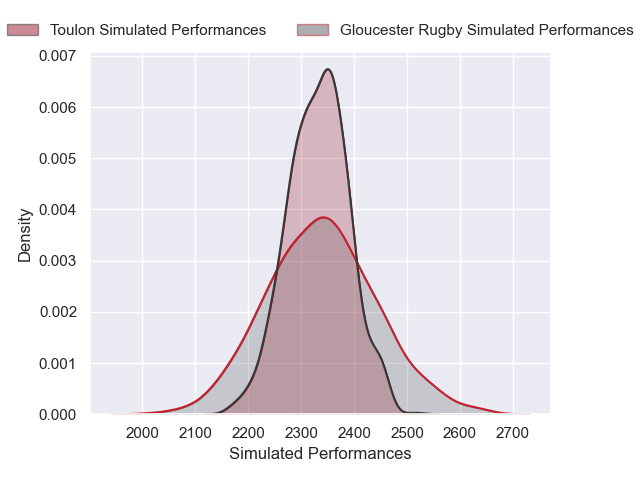 Toulon Simulated Performances
Gloucester Rugby Simulated Performances
0.007
0.006
0.005
0.004
0.003
0.002
0.001
0.000
Density
2000 2100 2200 2300 2400 2500 2600 2700
Simulated Performances